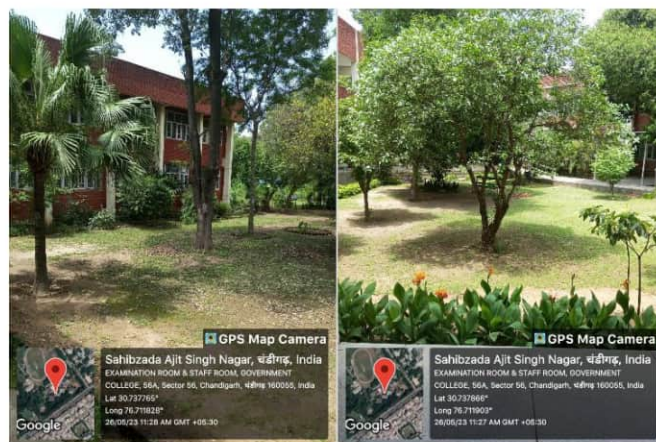 GPS Map Camera
Sahibzada Ajit Singh Nagar, चंडीगढ़, India
EXAMINATION ROOM & STAFF ROOM, GOVERNMENT
COLLEGE, 56A, Sector 56, Chandigarh, चंडीगढ़ 160055, India
Lat 30.737765°
Long 76.711828°
26/05/23 11:28 AM GMT +05:30
Google
GPS Map Camera
Sahibzada Ajit Singh Nagar, चंडीगढ़, India
EXAMINATION ROOM & STAFF ROOM, GOVERNMENT
COLLEGE, 56A, Sector 56, Chandigarh, चंडीगढ़ 160055, India
Lat 30.737866°
Long 76.711903°
26/05/23 11:27 AM GMT +05:30
Google